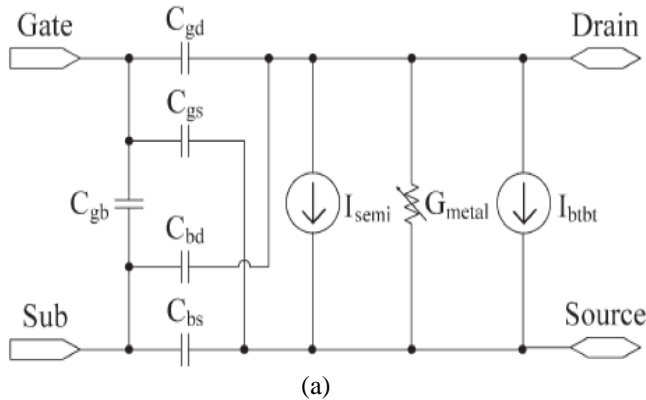 Gate
C_gd
Drain
C_gs
C_gb
I_semi
G_metal
I_btbt
C_bd
Sub
C_bs
Source
(a)